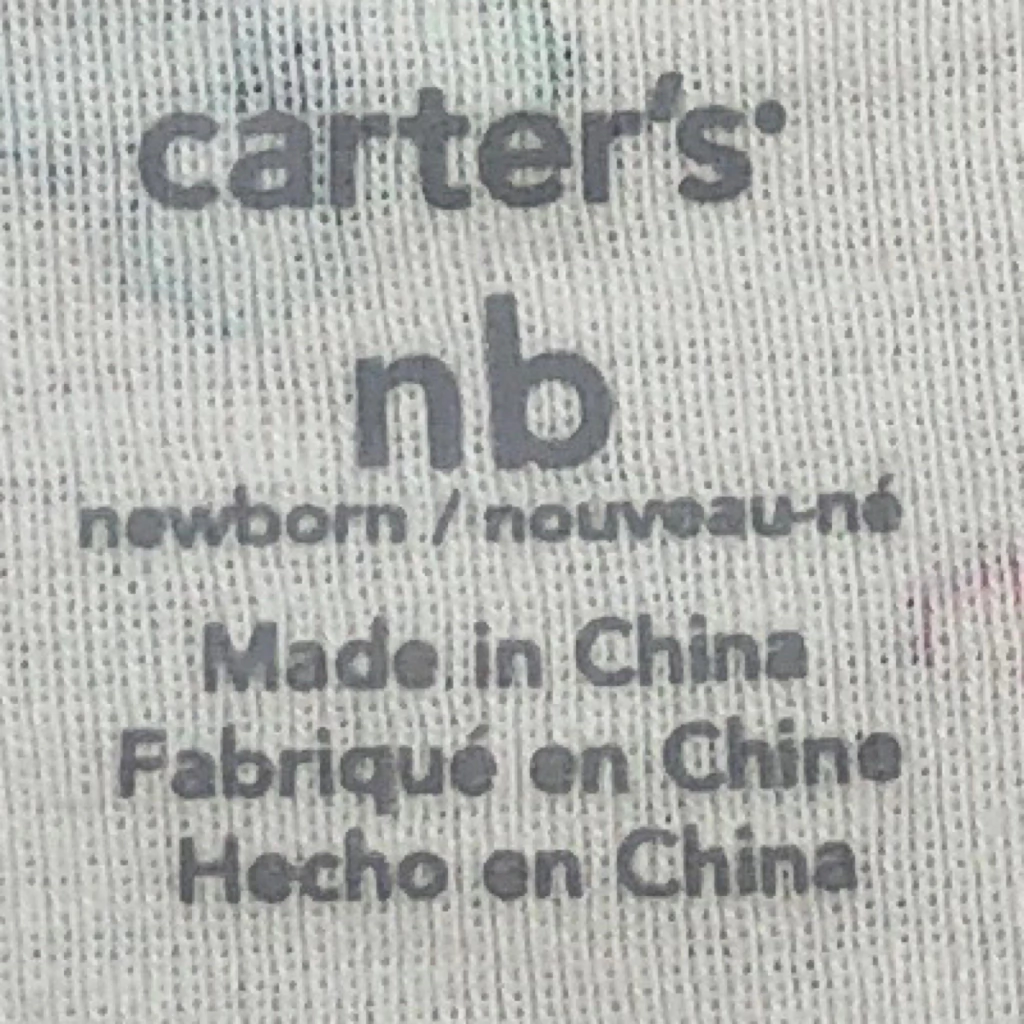 carter's
nb
newborn / nouveau-né
Made in China
Fabriqué en Chine
Hecho en China